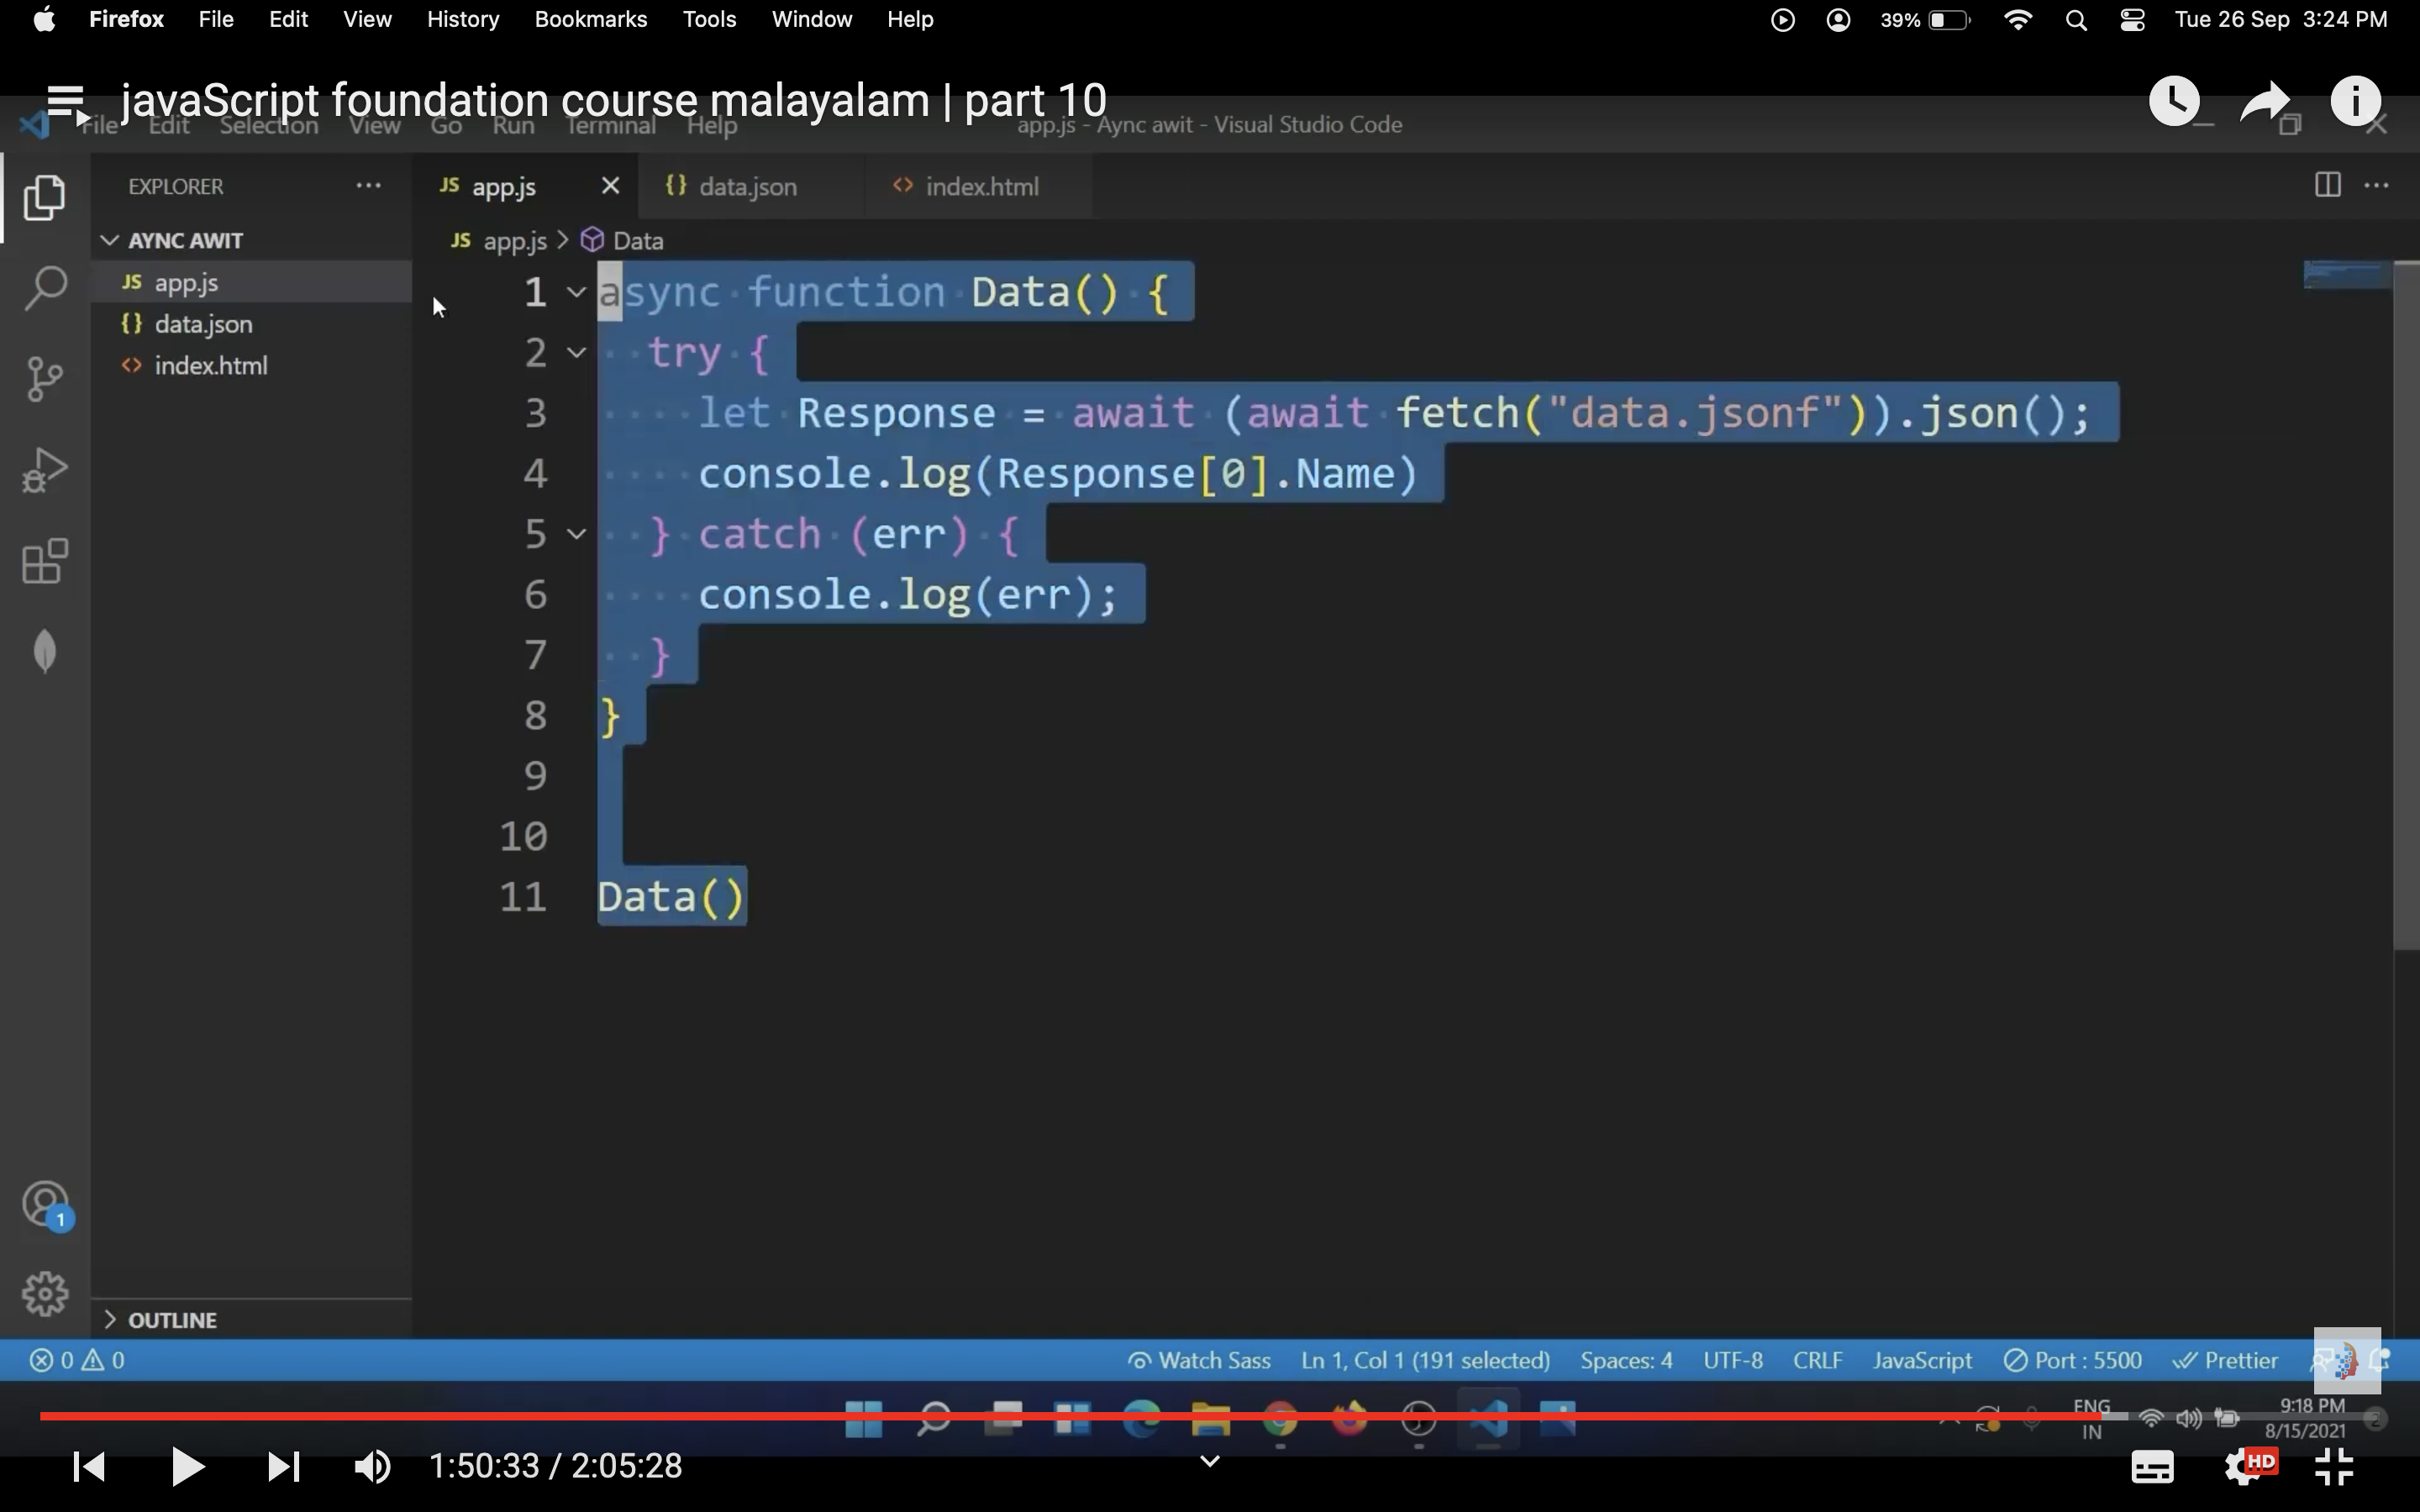 Firefox File Edit View History Bookmarks Tools Window Help 39% Tue 26 Sep 3:24 PM
javaScript foundation course malayalam | part 10
File Edit Selection View Go Run Terminal Help app.js - Aync awit - Visual Studio Code
EXPLORER ··· JS app.js {} data.json <> index.html ···
AYNC AWIT JS app.js > Data
JS app.js
{} data.json
<> index.html
1 async function Data() {
2 try {
3 let Response = await (await fetch("data.jsonf")).json();
4 console.log(Response[0].Name)
5 } catch (err) {
6 console.log(err);
7 }
8 }
9
10
11 Data()
1
OUTLINE
0 0 Watch Sass Ln 1, Col 1 (191 selected) Spaces: 4 UTF-8 CRLF JavaScript Port : 5500 Prettier
ENG 9:18 PM
IN 8/15/2021 2
1:50:33 / 2:05:28 HD